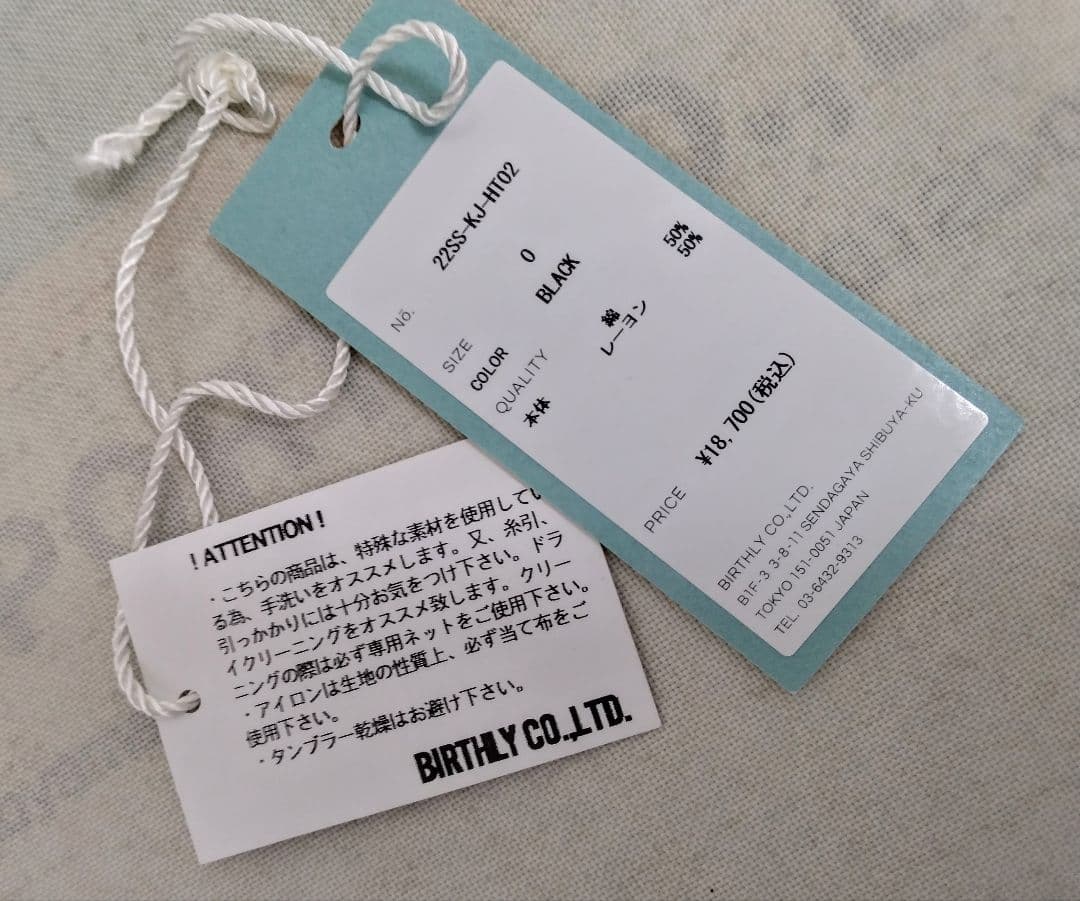 No. 22SS-KJ-HT02
SIZE 0
COLOR BLACK
QUALITY
本体 綿 50%
レーヨン 50%
PRICE ¥18,700(税込)
BIRTHLY CO.,LTD.
B1F-3 3-8-11 SENDAGAYA SHIBUYA-KU
TOKYO 151-0051 JAPAN
TEL. 03-6432-9313
!ATTENTION!
・こちらの商品は、特殊な素材を使用してい
る為、手洗いをオススメします。又、糸引、
引っかかりには十分お気をつけ下さい。ドラ
イクリーニングをオススメ致します。クリー
ニングの際は必ず専用ネットをご使用下さい。
・アイロンは生地の性質上、必ず当て布をご
使用下さい。
・タンブラー乾燥はお避け下さい。
BIRTHLY CO.,LTD.